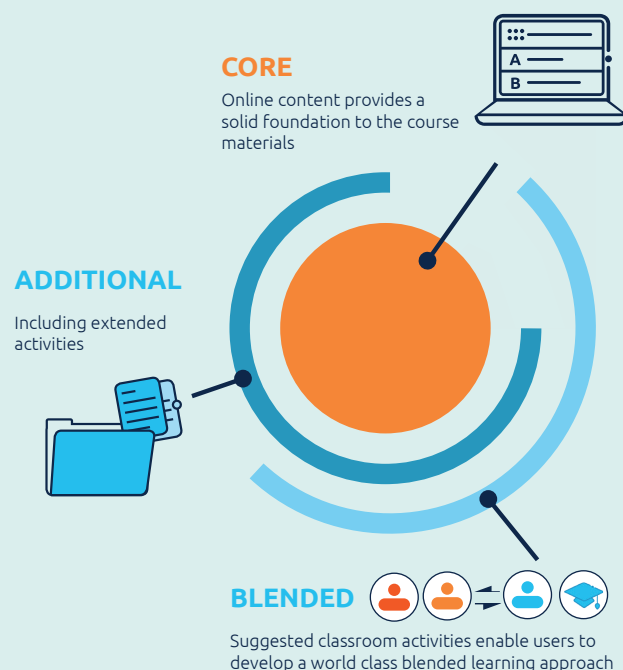 CORE
Online content provides a
solid foundation to the course
materials
A
B
ADDITIONAL
Including extended
activities
BLENDED
Suggested classroom activities enable users to
develop a world class blended learning approach